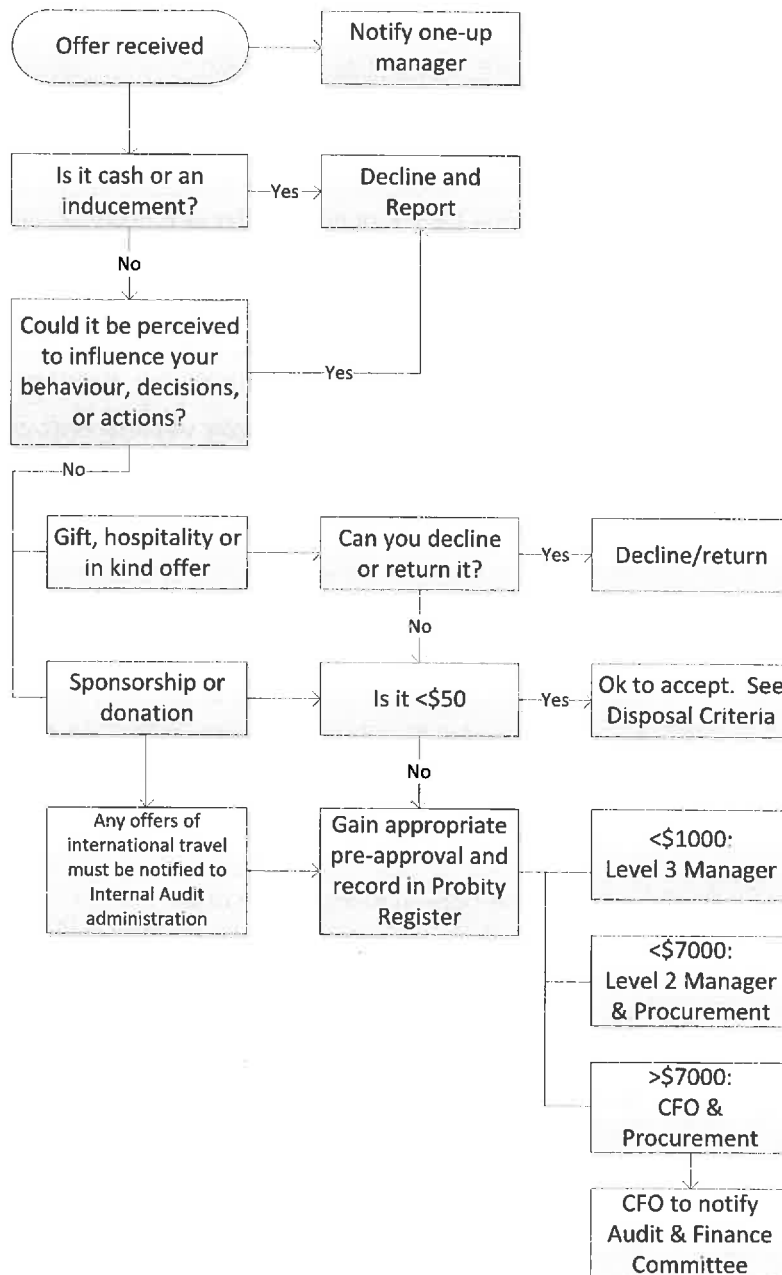 Offer received
Notify one-up
manager
Is it cash or an
inducement?
Yes
Decline and
Report
No
Could it be perceived
to influence your
behaviour, decisions,
or actions?
Yes
No
Gift, hospitality or
in kind offer
Can you decline
or return it?
Yes
Decline/return
No
Sponsorship or
donation
Is it <$50
Yes
Ok to accept. See
Disposal Criteria
No
Any offers of
international travel
must be notified to
Internal Audit
administration
Gain appropriate
pre-approval and
record in Probity
Register
<$1000:
Level 3 Manager
<$7000:
Level 2 Manager
& Procurement
>$7000:
CFO &
Procurement
CFO to notify
Audit & Finance
Committee